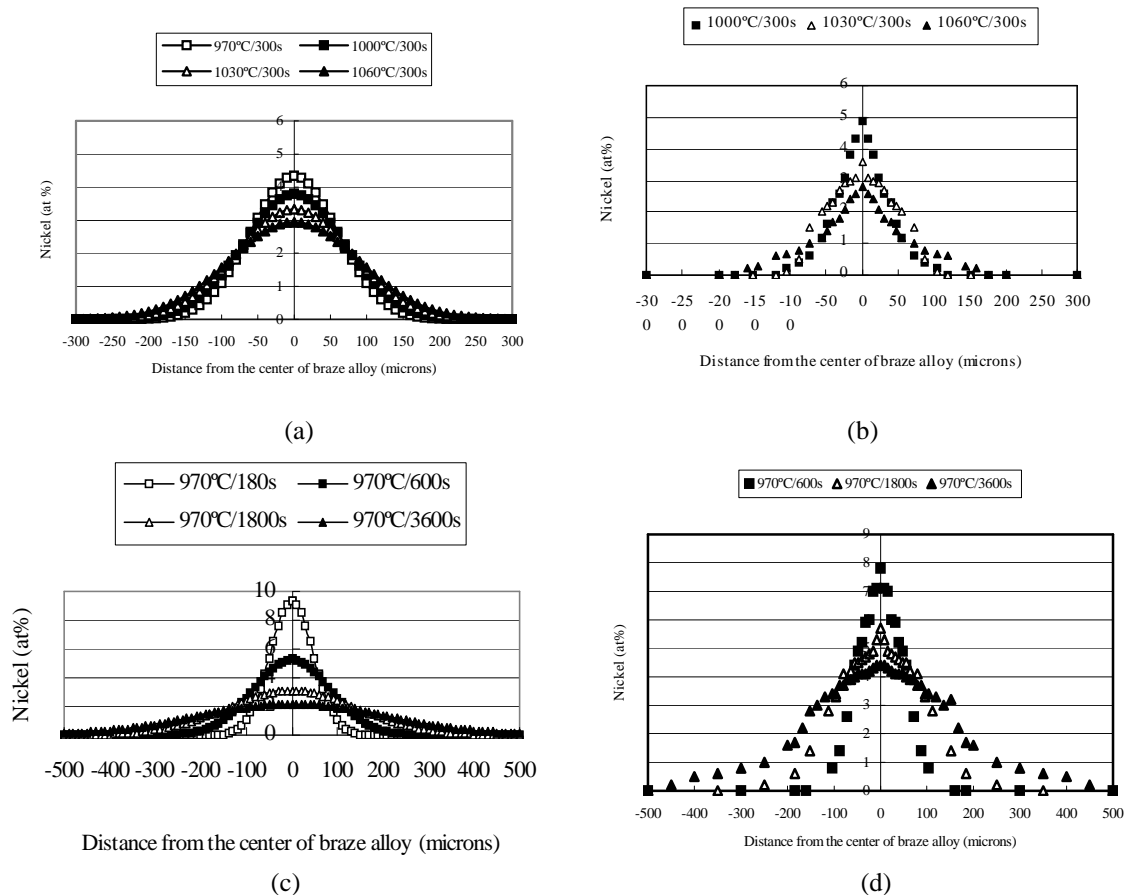 970ºC/300s 1000ºC/300s
1030ºC/300s 1060ºC/300s
Nickel (at %)
6
5
4
3
2
1
0
-300 -250 -200 -150 -100 -50 0 50 100 150 200 250 300
Distance from the center of braze alloy (microns)
(a)
1000ºC/300s 1030ºC/300s 1060ºC/300s
Nickel (at%)
6
5
4
3
2
1
0
-30 -25 -20 -15 -10 -50 0 50 100 150 200 250 300
0 0 0 0 0
Distance from the center of braze alloy (microns)
(b)
970ºC/180s 970ºC/600s
970ºC/1800s 970ºC/3600s
Nickel (at%)
10
8
6
4
2
0
-500 -400 -300 -200 -100 0 100 200 300 400 500
Distance from the center of braze alloy (microns)
(c)
970ºC/600s 970ºC/1800s 970ºC/3600s
Nickel (at%)
9
8
7
6
5
4
3
2
1
0
-500 -400 -300 -200 -100 0 100 200 300 400 500
Distance from the center of braze alloy (microns)
(d)